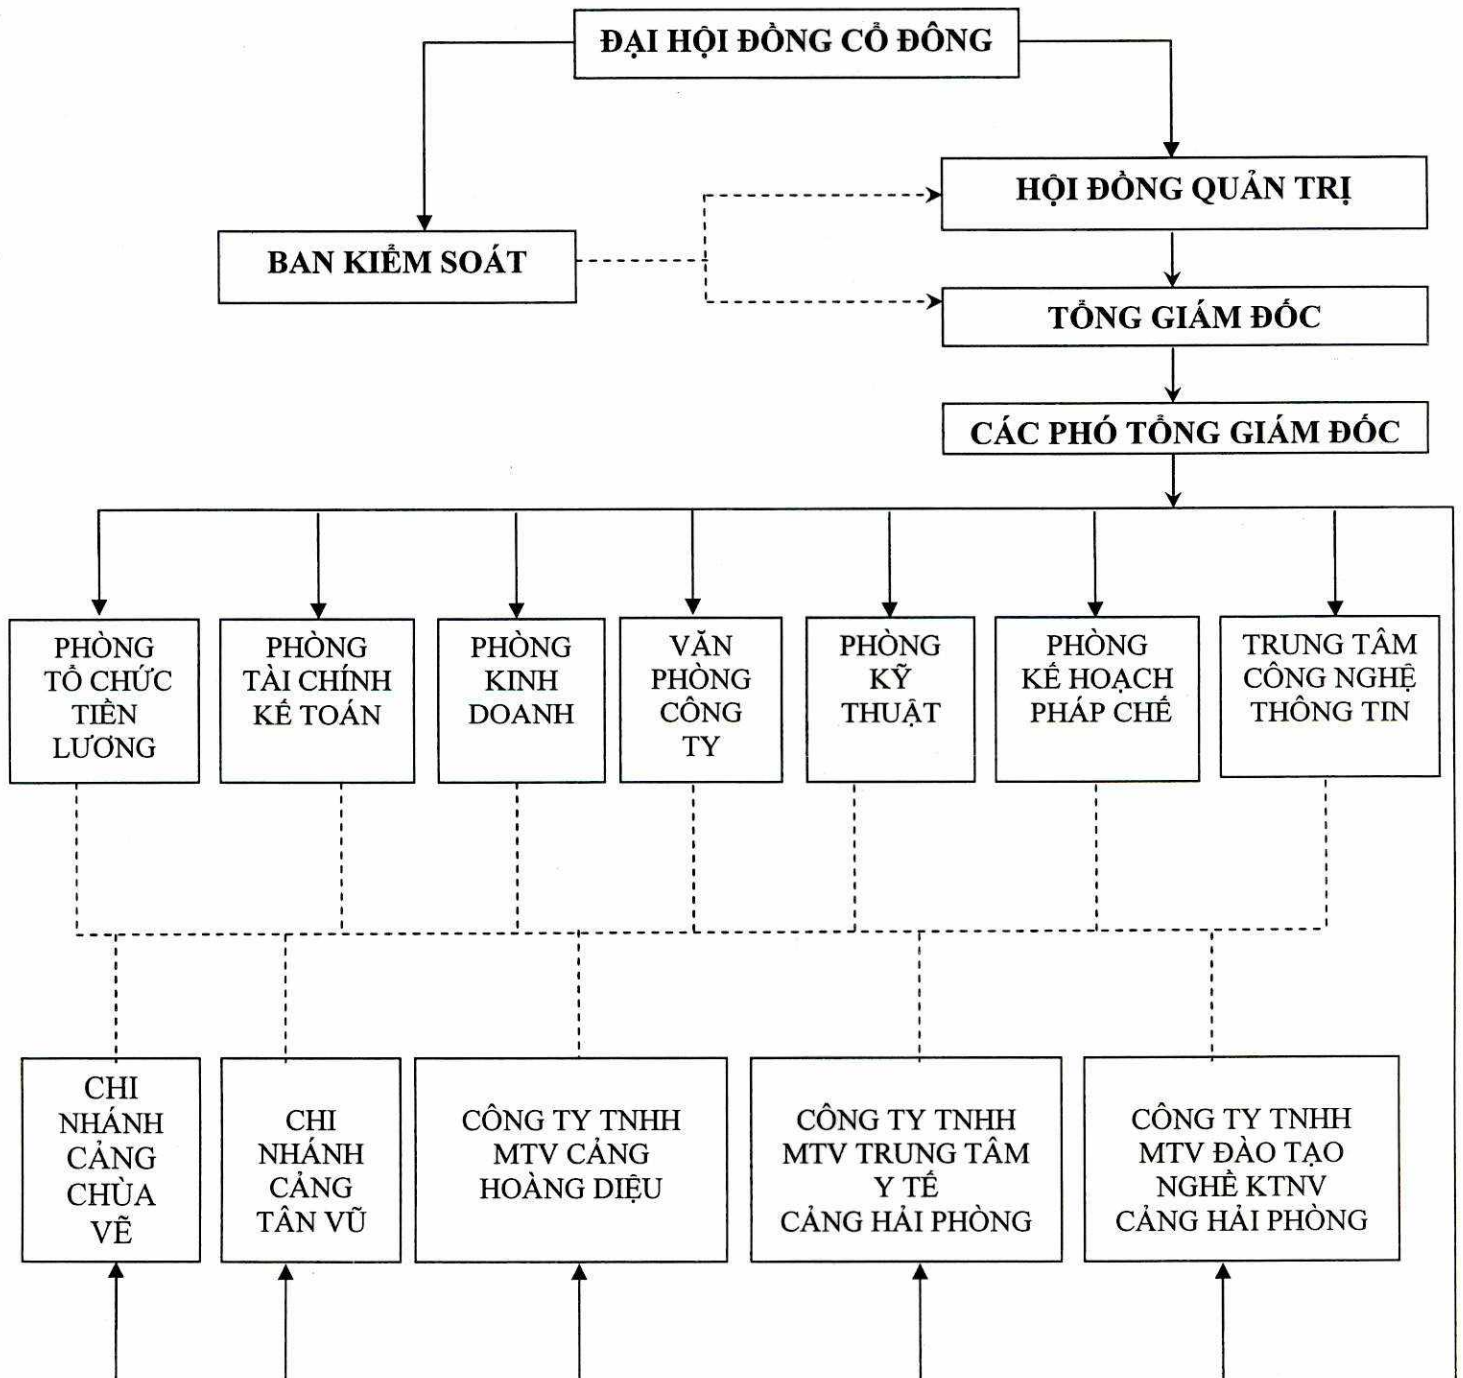 ĐẠI HỘI ĐỒNG CỔ ĐÔNG
HỘI ĐỒNG QUẢN TRỊ
BAN KIỂM SOÁT
TỔNG GIÁM ĐỐC
CÁC PHÓ TỔNG GIÁM ĐỐC
PHÒNG
TỔ CHỨC
TIỀN
LƯƠNG
PHÒNG
TÀI CHÍNH
KẾ TOÁN
PHÒNG
KINH
DOANH
VĂN
PHÒNG
CÔNG
TY
PHÒNG
KỸ
THUẬT
PHÒNG
KẾ HOẠCH
PHÁP CHẾ
TRUNG TÂM
CÔNG NGHỆ
THÔNG TIN
CHI
NHÁNH
CẢNG
CHÙA
VẼ
CHI
NHÁNH
CẢNG
TÂN VŨ
CÔNG TY TNHH
MTV CẢNG
HOÀNG DIỆU
CÔNG TY TNHH
MTV TRUNG TÂM
Y TẾ
CẢNG HẢI PHÒNG
CÔNG TY TNHH
MTV ĐÀO TẠO
NGHỀ KTNV
CẢNG HẢI PHÒNG